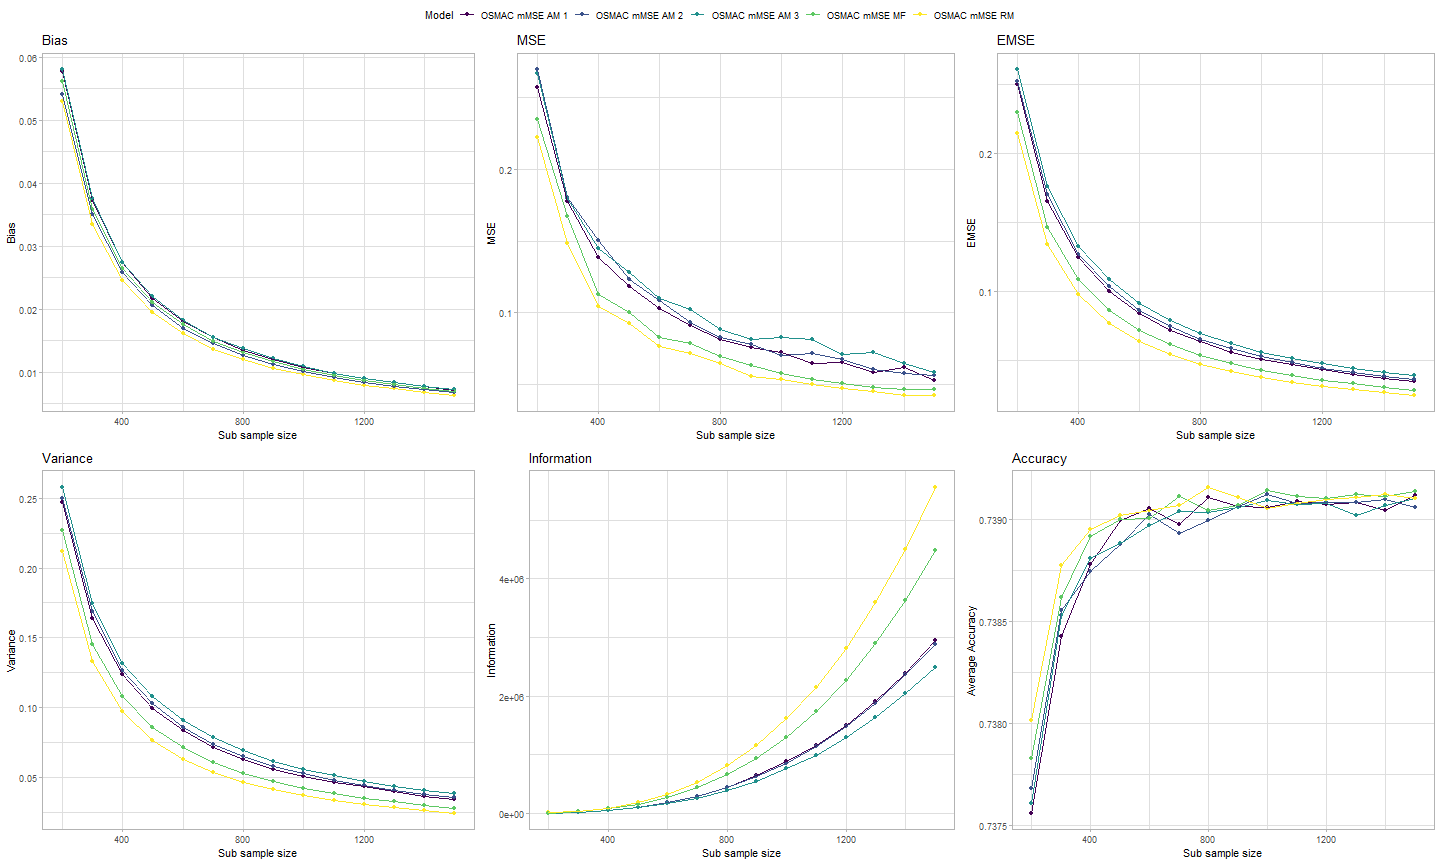 Model OSMAC mMSE AM 1 OSMAC mMSE AM 2 OSMAC mMSE AM 3 OSMAC mMSE MF OSMAC mMSE RM
Bias
0.06
0.05
0.04
0.03
0.02
0.01
Bias
400 1200
Sub sample size
MSE
0.2
0.1
MSE
400 800 1200
Sub sample size
EMSE
0.2
0.1
EMSE
400 800 1200
Sub sample size
Variance
0.25
0.20
0.15
0.10
0.05
Variance
400 800 1200
Sub sample size
Information
4e+06
2e+06
0e+00
Information
400 800 1200
Sub sample size
Accuracy
0.7390
0.7385
0.7380
0.7375
Average Accuracy
400 800 1200
Sub sample size